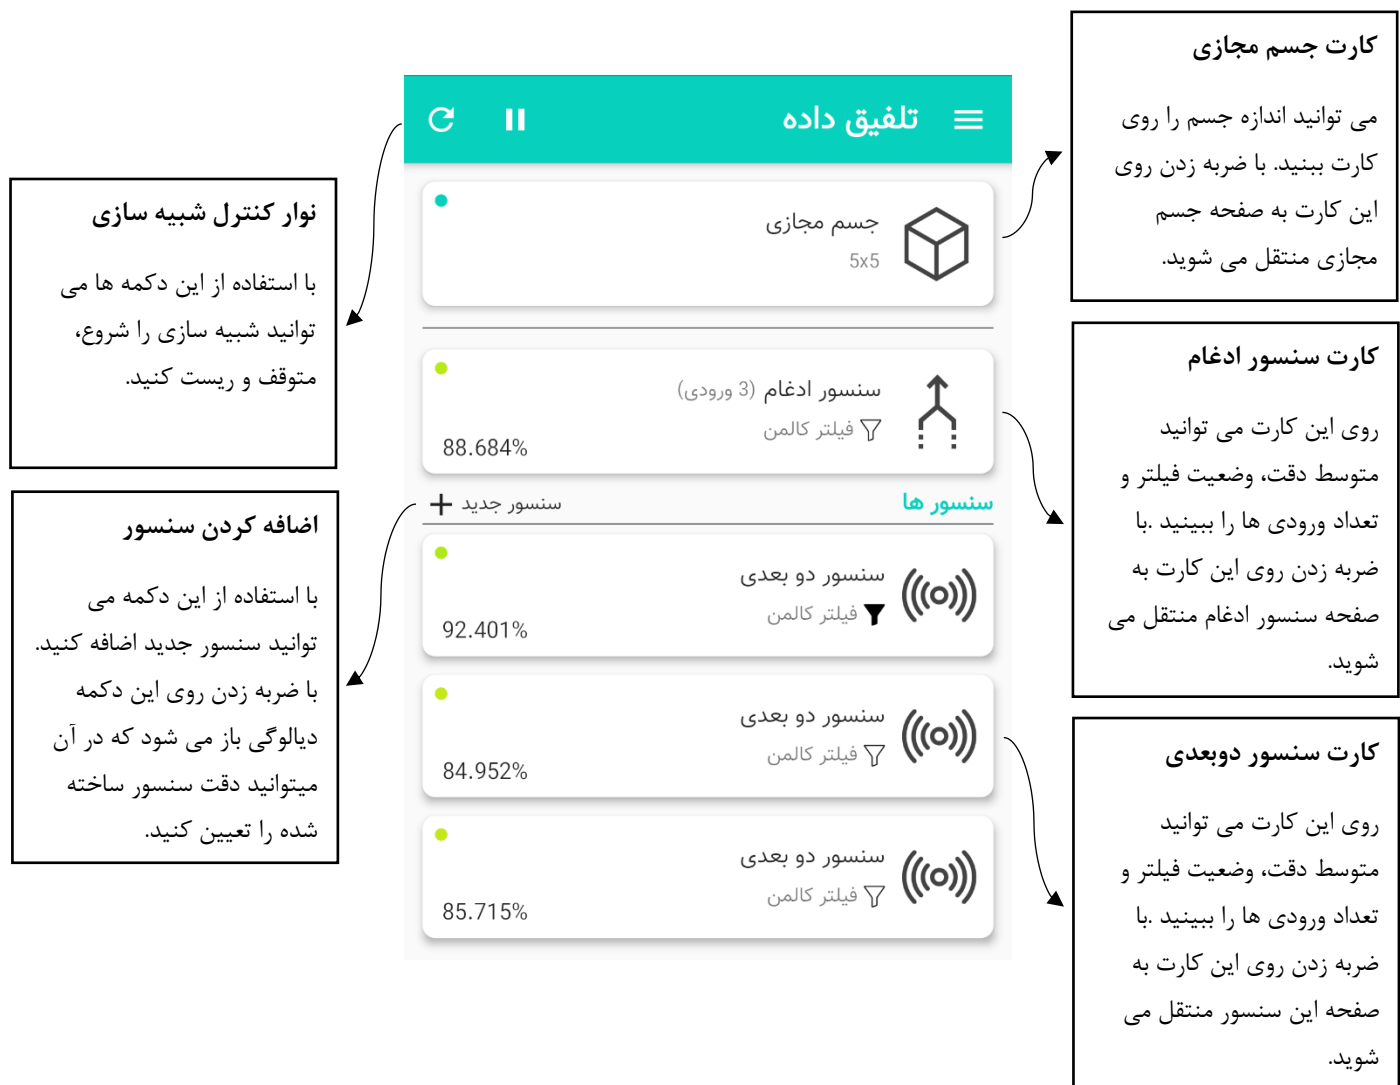 کارت جسم مجازی
می توانید اندازه جسم را روی
کارت ببنید. با ضربه زدن روی
این کارت به صفحه جسم
مجازی منتقل می شوید.
تلفیق داده
جسم مجازی
5x5
نوار کنترل شبیه سازی
با استفاده از این دکمه ها می
توانید شبیه سازی را شروع،
متوقف و ریست کنید.
کارت سنسور ادغام
روی این کارت می توانید
متوسط دقت، وضعیت فیلتر و
تعداد ورودی ها را ببینید .با
ضربه زدن روی این کارت به
صفحه سنسور ادغام منتقل می
شوید.
سنسور ادغام (3 ورودی)
فیلتر کالمن
88.684%
سنسور ها
سنسور جدید
سنسور دو بعدی
فیلتر کالمن
92.401%
سنسور دو بعدی
فیلتر کالمن
84.952%
سنسور دو بعدی
فیلتر کالمن
85.715%
اضافه کردن سنسور
با استفاده از این دکمه می
توانید سنسور جدید اضافه کنید.
با ضربه زدن روی این دکمه
دیالوگی باز می شود که در آن
میتوانید دقت سنسور ساخته
شده را تعیین کنید.
کارت سنسور دوبعدی
روی این کارت می توانید
متوسط دقت، وضعیت فیلتر و
تعداد ورودی ها را ببینید .با
ضربه زدن روی این کارت به
صفحه این سنسور منتقل می
شوید.